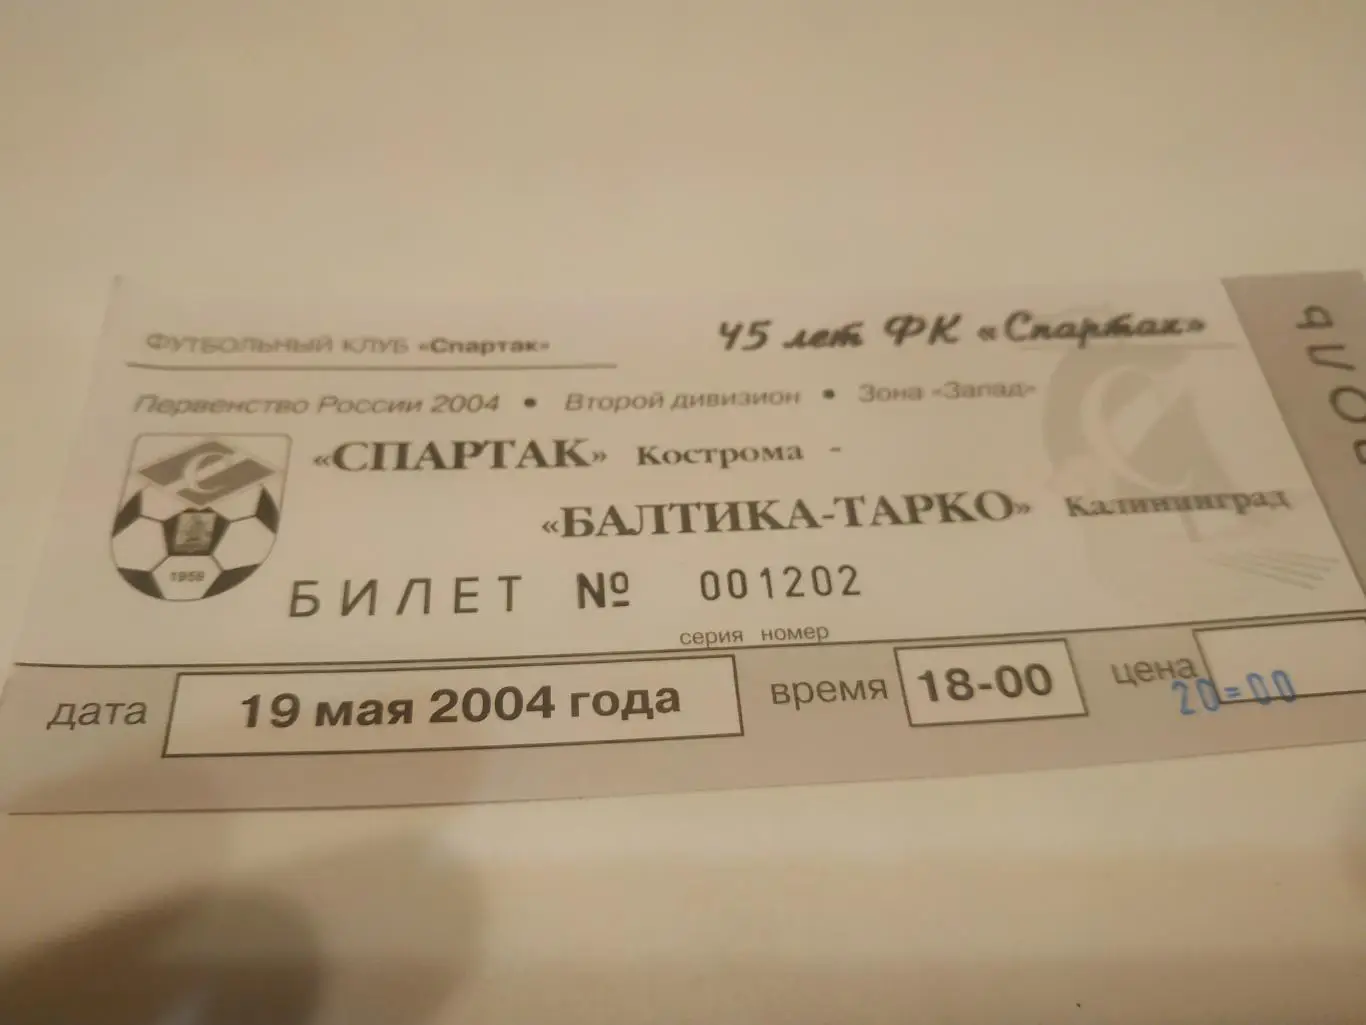 ФУТБОЛЬНЫЙ КЛУБ «Спартак»
45 лет ФК «Спартак»
Первенство России 2004 • Второй дивизион • Зона «Запад»
«СПАРТАК» Кострома -
«БАЛТИКА-ТАРКО» Калининград
1959
БИЛЕТ № 001202
серия номер
дата 19 мая 2004 года время 18-00 цена 20=00